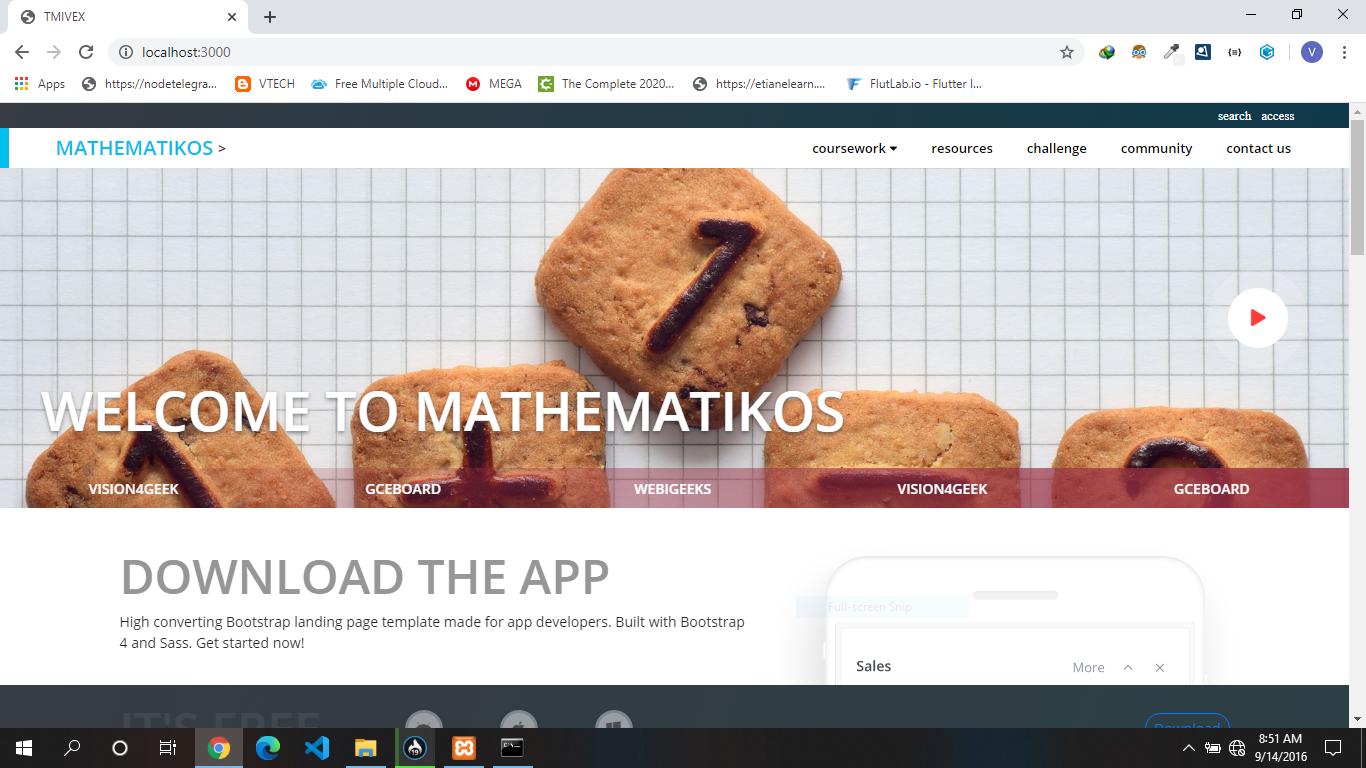 TMIVEX
localhost:3000
V
Apps
https://nodetelegra...
VTECH
Free Multiple Cloud...
MEGA
The Complete 2020...
https://etianelearn....
FlutLab.io - Flutter I...
search access
MATHEMATIKOS >
coursework
resources
challenge
community
contact us
WELCOME TO MATHEMATIKOS
VISION4GEEK
GCEBOARD
WEBIGEEKS
VISION4GEEK
GCEBOARD
DOWNLOAD THE APP
High converting Bootstrap landing page template made for app developers. Built with Bootstrap
4 and Sass. Get started now!
Full-screen Snip
Sales
More
IT'S FREE
Download
8:51 AM
9/14/2016